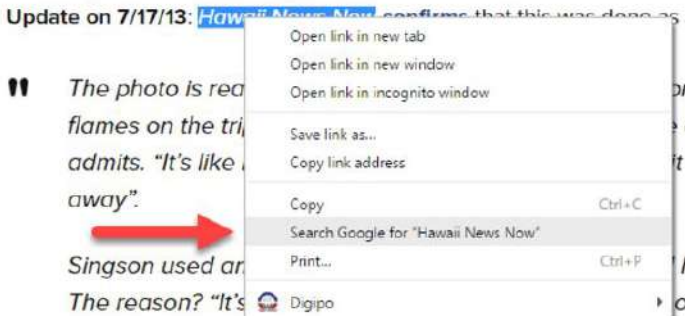 Update on 7/17/13: Hawaii News Now confirms that this was done as
Open link in new tab
Open link in new window
Open link in incognito window
Save link as...
Copy link address
Copy Ctrl+C
Search Google for "Hawaii News Now"
Print... Ctrl+P
Digipo
" The photo is rea
flames on the tri
admits. “It’s like
away”.
Singson used an
The reason? “It’s